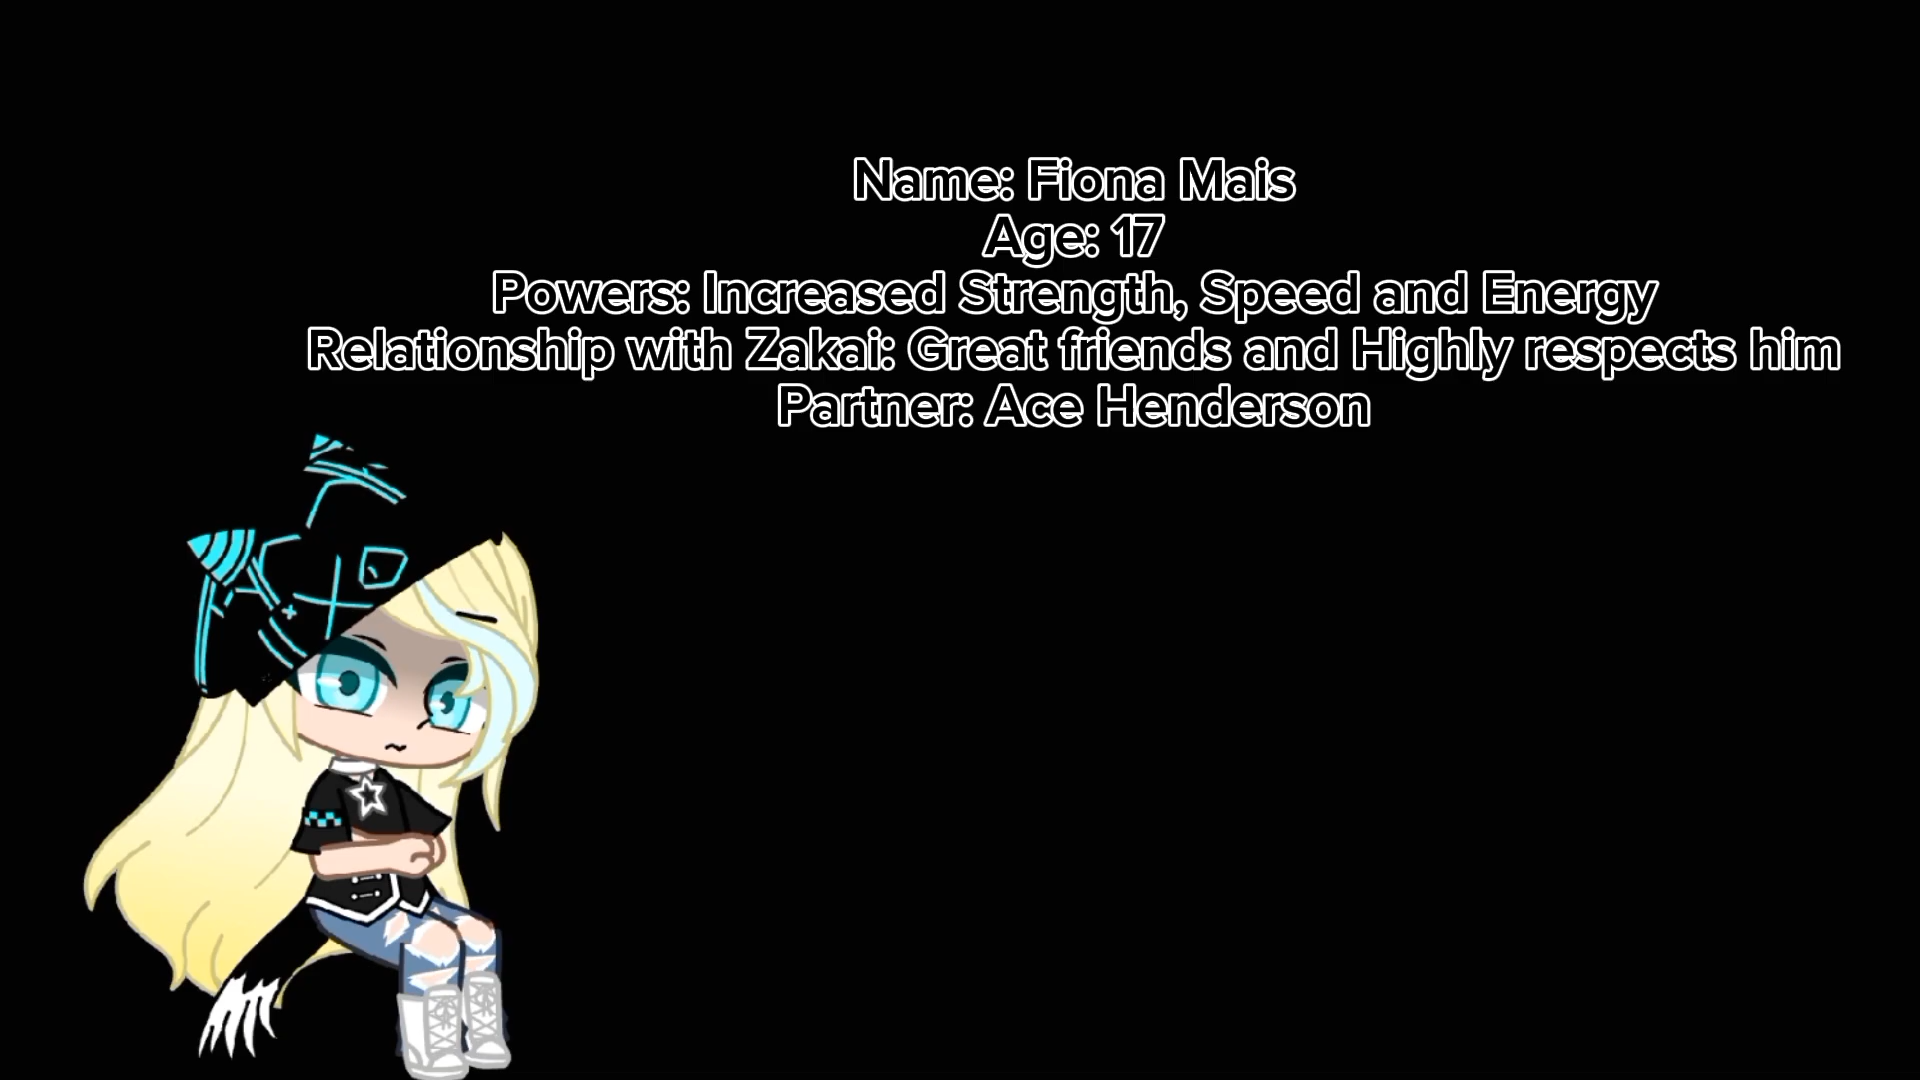 Name: Fiona Mais
Age: 17
Powers: Increased Strength, Speed and Energy
Relationship with Zakai: Great friends and Highly respects him
Partner: Ace Henderson